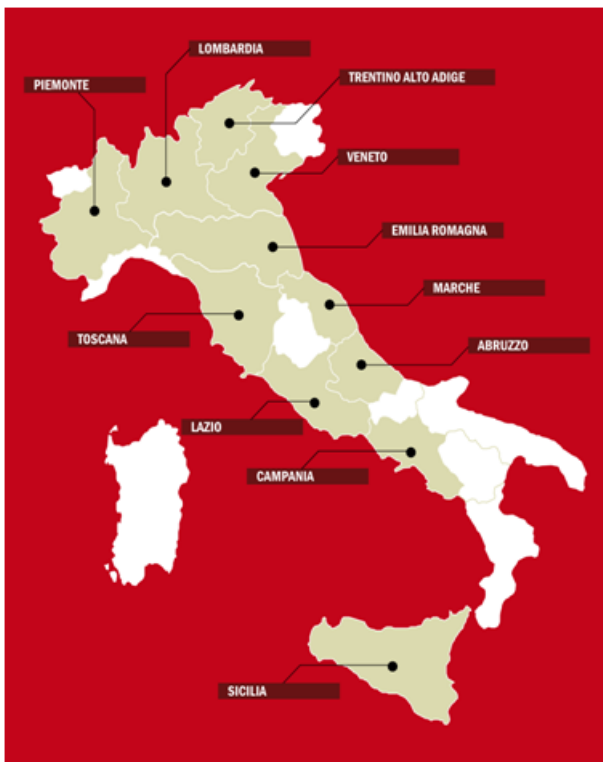 LOMBARDIA
TRENTINO ALTO ADIGE
PIEMONTE
VENETO
EMILIA ROMAGNA
MARCHE
TOSCANA
ABRUZZO
LAZIO
CAMPANIA
SICILIA